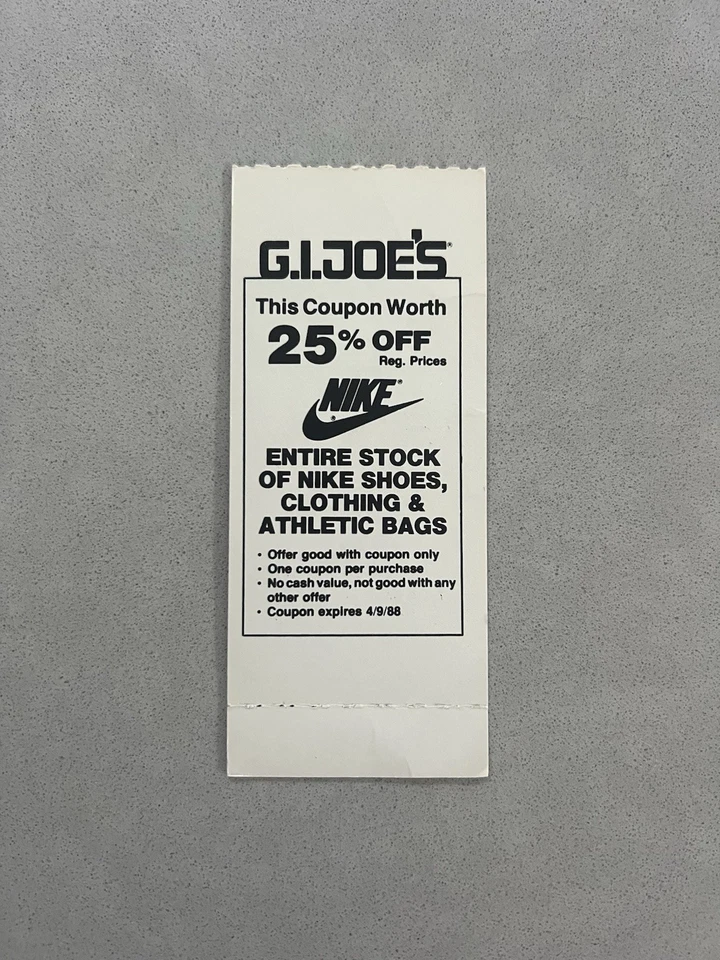 G.I.JOE'S®
This Coupon Worth
25% OFF
Reg. Prices
NIKE®
®
ENTIRE STOCK
OF NIKE SHOES,
CLOTHING &
ATHLETIC BAGS
• Offer good with coupon only
• One coupon per purchase
• No cash value, not good with any
other offer
• Coupon expires 4/9/88